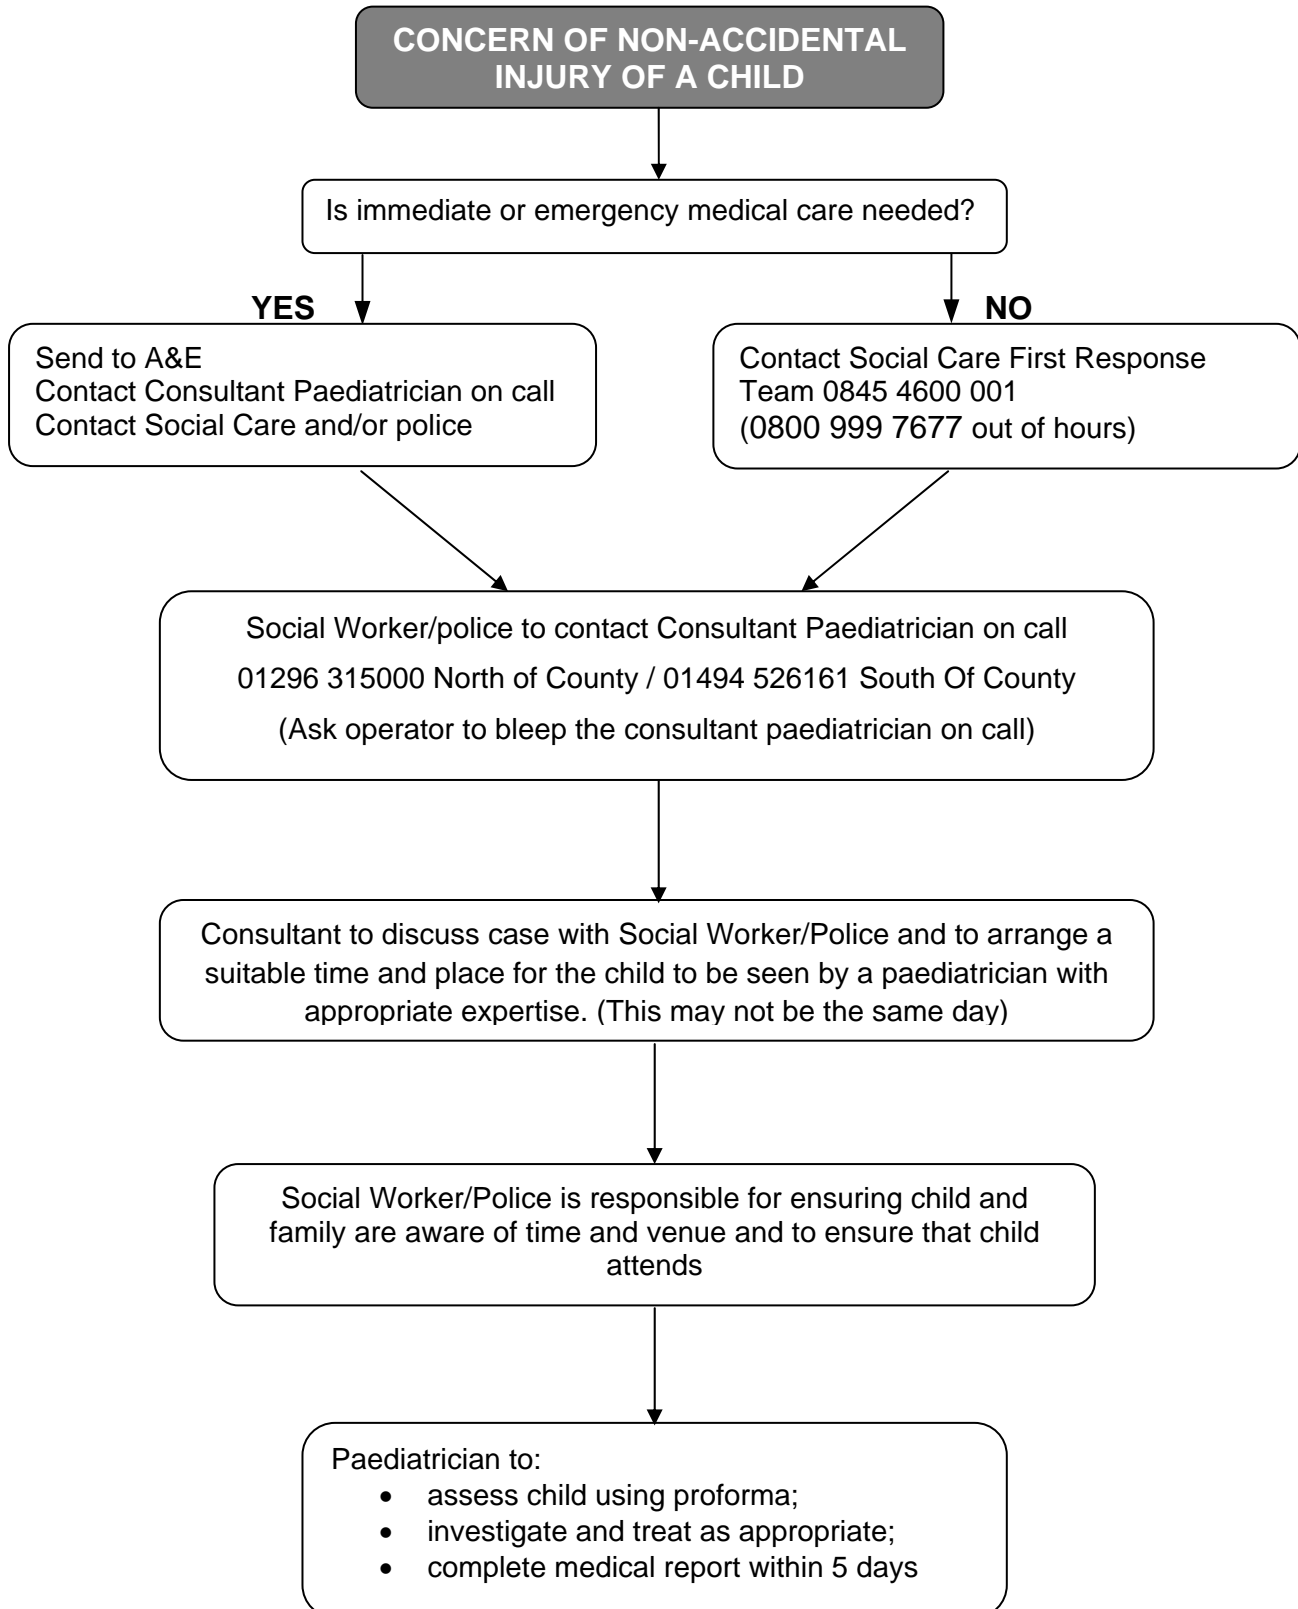 CONCERN OF NON-ACCIDENTAL
INJURY OF A CHILD
Is immediate or emergency medical care needed?
YES
NO
Send to A&E
Contact Consultant Paediatrician on call
Contact Social Care and/or police
Contact Social Care First Response
Team 0845 4600 001
(0800 999 7677 out of hours)
Social Worker/police to contact Consultant Paediatrician on call
01296 315000 North of County / 01494 526161 South Of County
(Ask operator to bleep the consultant paediatrician on call)
Consultant to discuss case with Social Worker/Police and to arrange a
suitable time and place for the child to be seen by a paediatrician with
appropriate expertise. (This may not be the same day)
Social Worker/Police is responsible for ensuring child and
family are aware of time and venue and to ensure that child
attends
Paediatrician to:
• assess child using proforma;
• investigate and treat as appropriate;
• complete medical report within 5 days